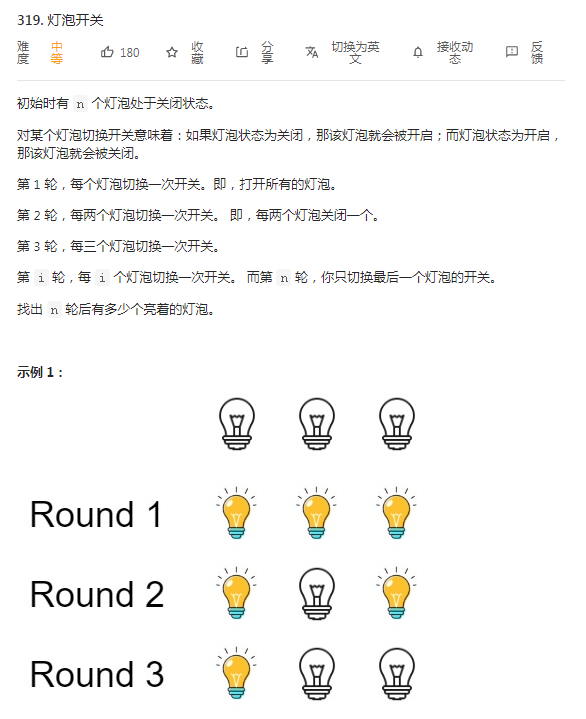 319. 灯泡开关
难度 中等 180 收藏 分享 切换为英文 接收动态 反馈
初始时有 n 个灯泡处于关闭状态。
对某个灯泡切换开关意味着：如果灯泡状态为关闭，那该灯泡就会被开启；而灯泡状态为开启，
那该灯泡就会被关闭。
第 1 轮，每个灯泡切换一次开关。即，打开所有的灯泡。
第 2 轮，每两个灯泡切换一次开关。 即，每两个灯泡关闭一个。
第 3 轮，每三个灯泡切换一次开关。
第 i 轮，每 i 个灯泡切换一次开关。 而第 n 轮，你只切换最后一个灯泡的开关。
找出 n 轮后有多少个亮着的灯泡。
示例 1：
Round 1
Round 2
Round 3